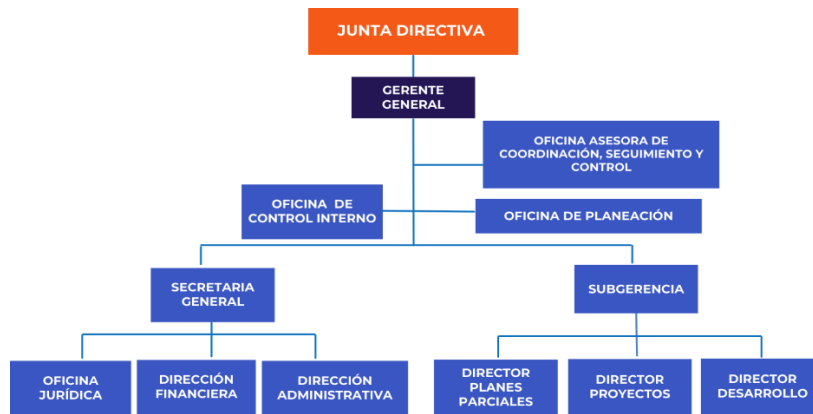 JUNTA DIRECTIVA
GERENTE
GENERAL
OFICINA ASESORA DE
COORDINACIÓN, SEGUIMIENTO Y
CONTROL
OFICINA DE
CONTROL INTERNO
OFICINA DE PLANEACIÓN
SECRETARIA
GENERAL
SUBGERENCIA
OFICINA
JURÍDICA
DIRECCIÓN
FINANCIERA
DIRECCIÓN
ADMINISTRATIVA
DIRECTOR
PLANES
PARCIALES
DIRECTOR
PROYECTOS
DIRECTOR
DESARROLLO